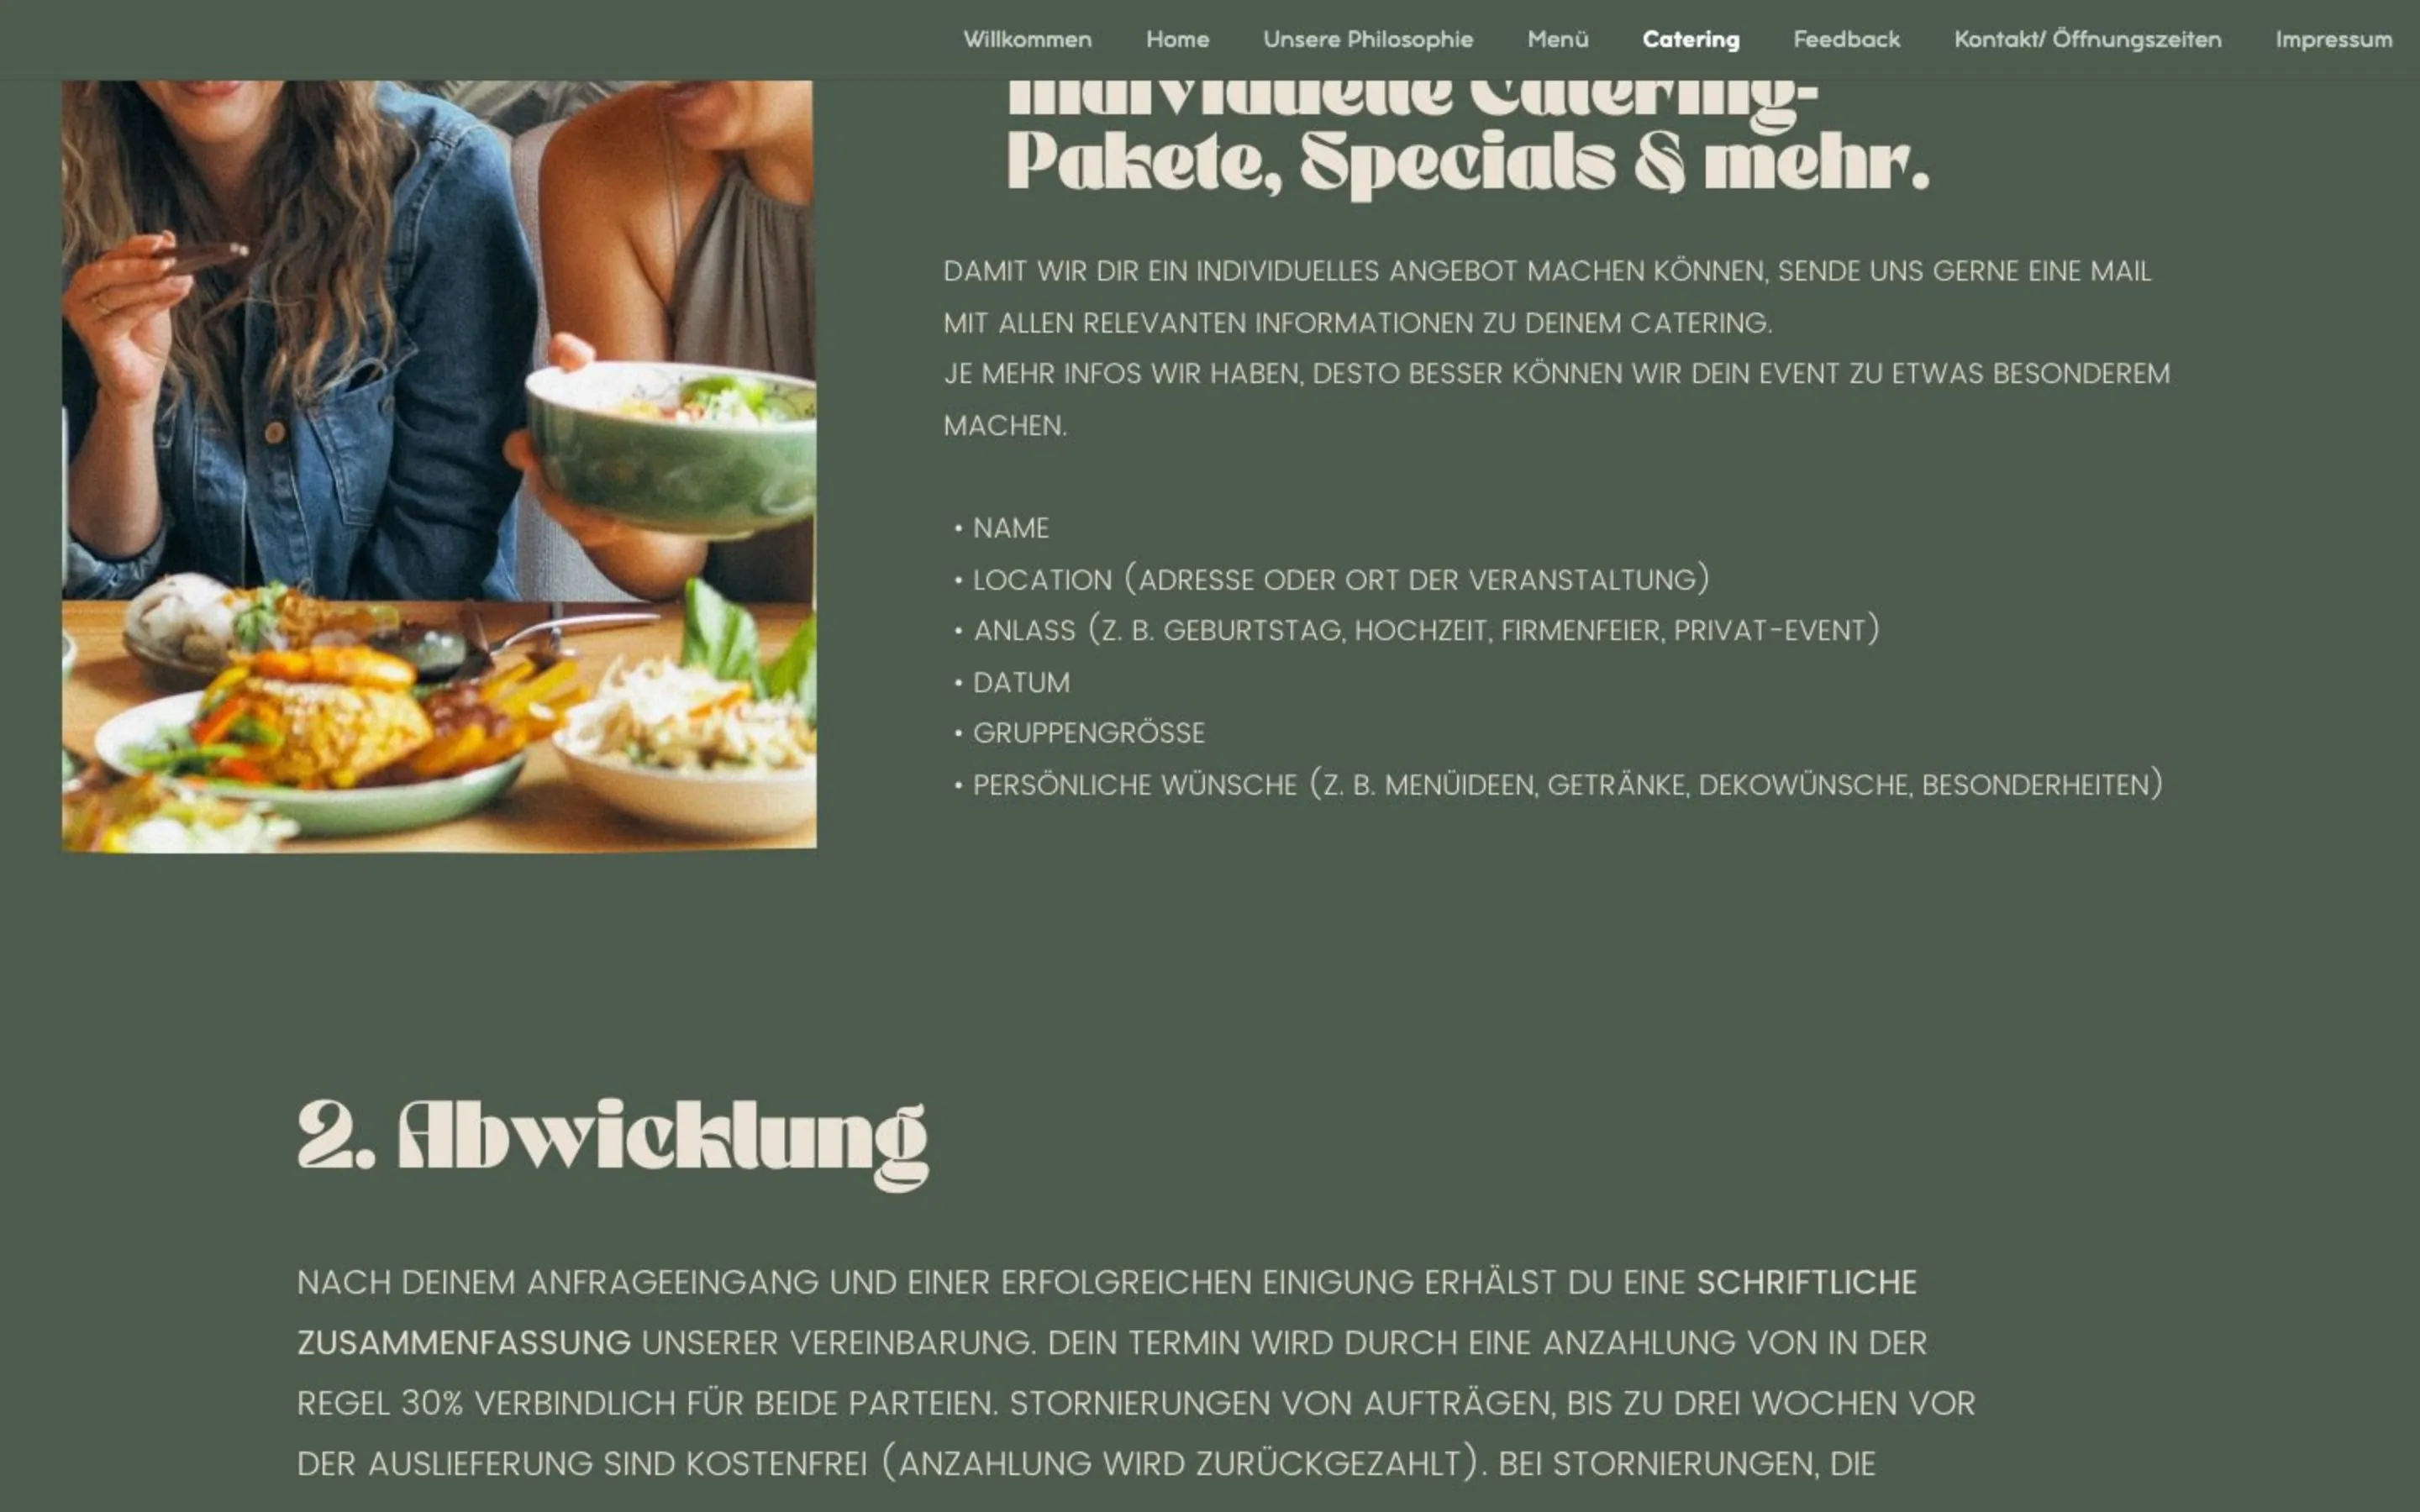 Willkommen Home Unsere Philosophie Menü Catering Feedback Kontakt/ Öffnungszeiten Impressum
Individuelle Catering-
Pakete, Specials & mehr.
DAMIT WIR DIR EIN INDIVIDUELLES ANGEBOT MACHEN KÖNNEN, SENDE UNS GERNE EINE MAIL
MIT ALLEN RELEVANTEN INFORMATIONEN ZU DEINEM CATERING.
JE MEHR INFOS WIR HABEN, DESTO BESSER KÖNNEN WIR DEIN EVENT ZU ETWAS BESONDEREM
MACHEN.
• NAME
• LOCATION (ADRESSE ODER ORT DER VERANSTALTUNG)
• ANLASS (Z. B. GEBURTSTAG, HOCHZEIT, FIRMENFEIER, PRIVAT-EVENT)
• DATUM
• GRUPPENGRÖSSE
• PERSÖNLICHE WÜNSCHE (Z. B. MENÜIDEEN, GETRÄNKE, DEKOWÜNSCHE, BESONDERHEITEN)
2. Abwicklung
NACH DEINEM ANFRAGEEINGANG UND EINER ERFOLGREICHEN EINIGUNG ERHÄLST DU EINE SCHRIFTLICHE
ZUSAMMENFASSUNG UNSERER VEREINBARUNG. DEIN TERMIN WIRD DURCH EINE ANZAHLUNG VON IN DER
REGEL 30% VERBINDLICH FÜR BEIDE PARTEIEN. STORNIERUNGEN VON AUFTRÄGEN, BIS ZU DREI WOCHEN VOR
DER AUSLIEFERUNG SIND KOSTENFREI (ANZAHLUNG WIRD ZURÜCKGEZAHLT). BEI STORNIERUNGEN, DIE